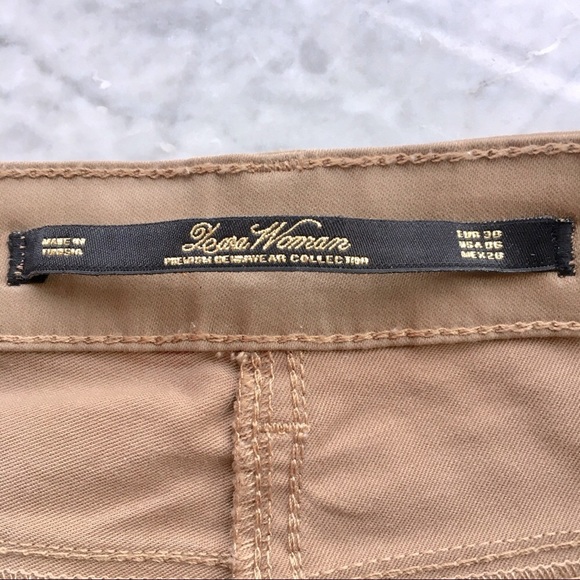 MADE IN
TUNISIA
Zara Woman
PREMIUM DENIMWEAR COLLECTION
EUR 38
USA 06
MEX 28